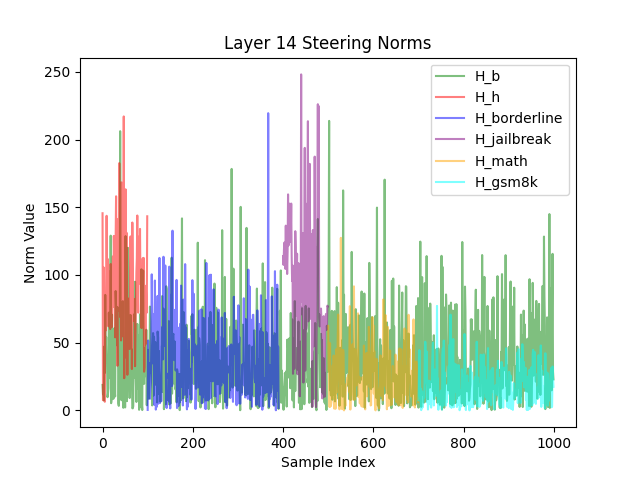 Layer 14 Steering Norms
250
200
150
100
50
0
Norm Value
H_b
H_h
H_borderline
H_jailbreak
H_math
H_gsm8k
0
200
400
600
800
1000
Sample Index